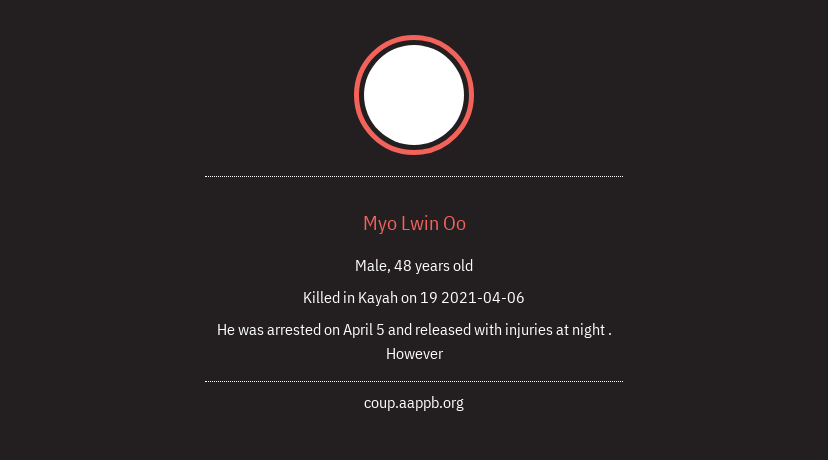 Myo Lwin Oo
Male, 48 years old
Killed in Kayah on 19 2021-04-06
He was arrested on April 5 and released with injuries at night .
However
coup.aappb.org